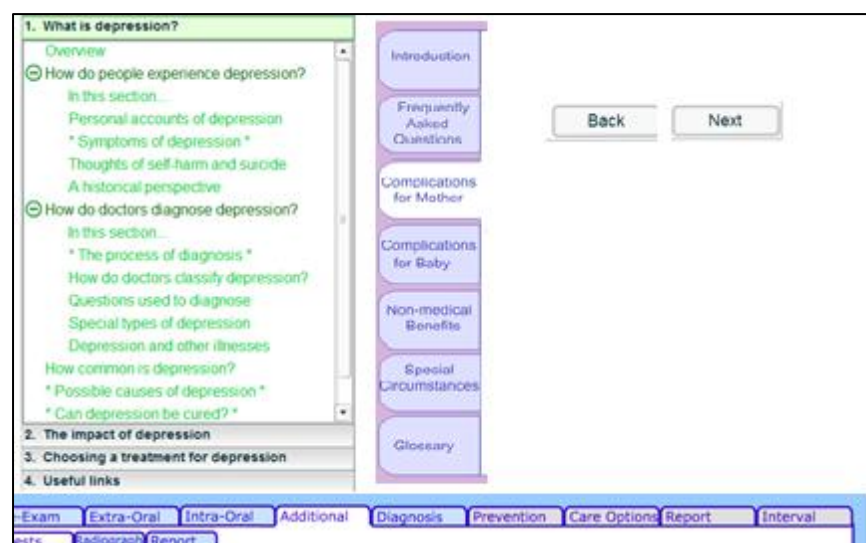 1. What is depression?
Overview
How do people experience depression?
In this section...
Personal accounts of depression
* Symptoms of depression *
Thoughts of self-harm and suicide
A historical perspective
How do doctors diagnose depression?
In this section...
* The process of diagnosis *
How do doctors classify depression?
Questions used to diagnose
Special types of depression
Depression and other illnesses
How common is depression?
* Possible causes of depression *
* Can depression be cured? *
2. The impact of depression
3. Choosing a treatment for depression
4. Useful links
Introduction
Frequently
Asked
Questions
Complications
for Mother
Complications
for Baby
Non-medical
Benefits
Special
Circumstances
Glossary
Back Next
-Exam Extra-Oral Intra-Oral Additional Diagnosis Prevention Care Options Report Interval
ests Radiograph Report